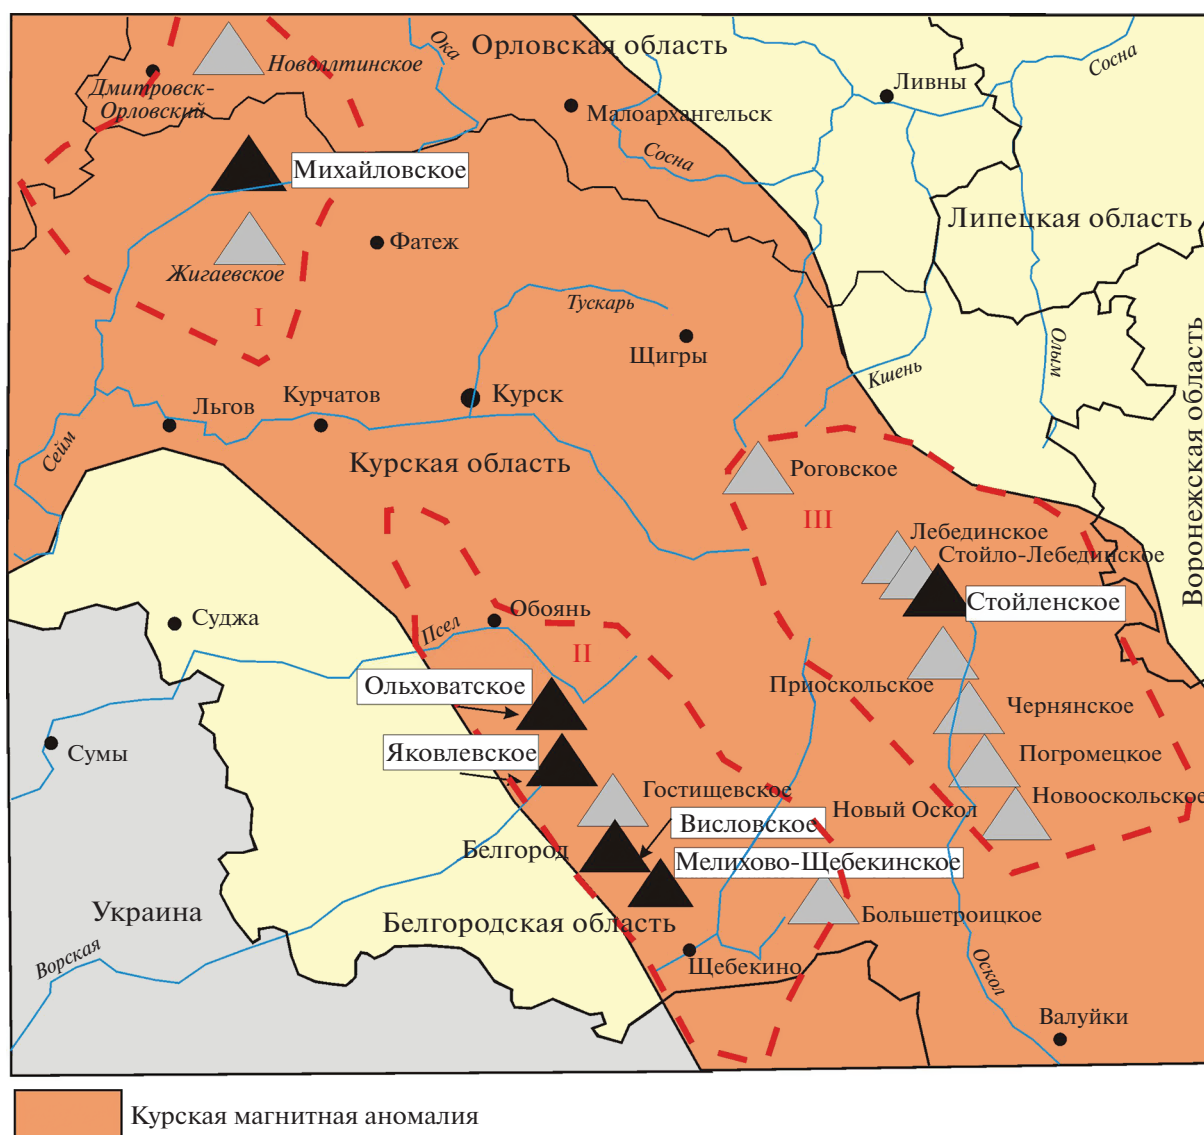 Орловская область
Ока
Новоллтинское
Дмитровск-
Орловский
Ливны
Сосна
Малоархангельск
Сосна
Михайловское
Липецкая область
Фатеж
Жигаевское
I
Тускарь
Щигры
Олым
Кшень
Воронежская область
Курчатов
Курск
Льгов
Сейм
Курская область
Роговское
III
Лебединское
Стойло-Лебединское
Стойленское
Обоянь
Суджа
Псел
II
Ольховатское
Приоскольское
Чернянское
Яковлевское
Сумы
Погромецкое
Гостищевское
Новооскольское
Новый Оскол
Висловское
Белгород
Мелихово-Щебекинское
Украина
Белгородская область
Большетроицкое
Ворская
Щебекино
Оскол
Валуйки
Курская магнитная аномалия